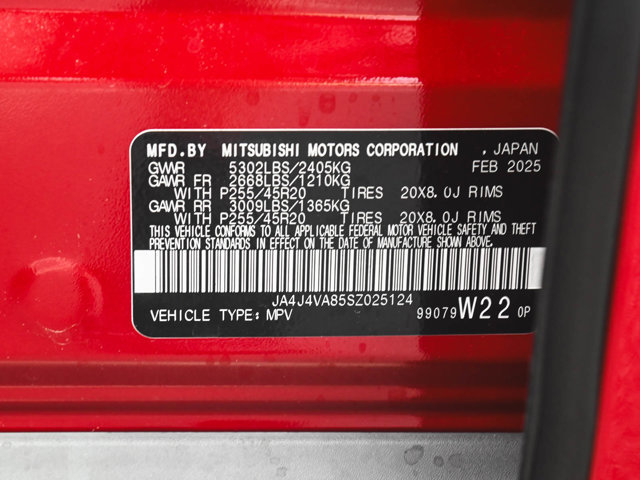 MFD.BY MITSUBISHI MOTORS CORPORATION , JAPAN
GVWR 5302LBS/2405KG FEB 2025
GAWR FR 2668LBS/1210KG
WITH P255/45R20 TIRES 20X8.0J RIMS
GAWR RR 3009LBS/1365KG
WITH P255/45R20 TIRES 20X8.0J RIMS
THIS VEHICLE CONFORMS TO ALL APPLICABLE FEDERAL MOTOR VEHICLE SAFETY AND THEFT
PREVENTION STANDARDS IN EFFECT ON THE DATE OF MANUFACTURE SHOWN ABOVE.
JA4J4VA85SZ025124
VEHICLE TYPE: MPV 99079 W22 0P